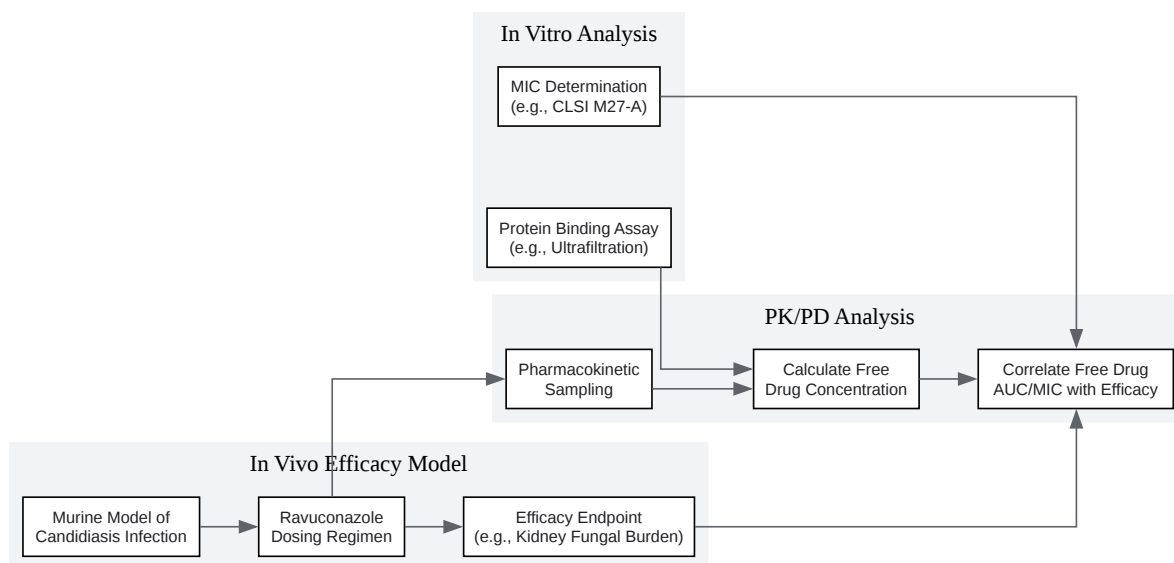 In Vitro Analysis
MIC Determination
(e.g., CLSI M27-A)
Protein Binding Assay
(e.g., Ultrafiltration)
PK/PD Analysis
Pharmacokinetic
Sampling
Calculate Free
Drug Concentration
Correlate Free Drug
AUC/MIC with Efficacy
In Vivo Efficacy Model
Murine Model of
Candidiasis Infection
Ravuconazole
Dosing Regimen
Efficacy Endpoint
(e.g., Kidney Fungal Burden)